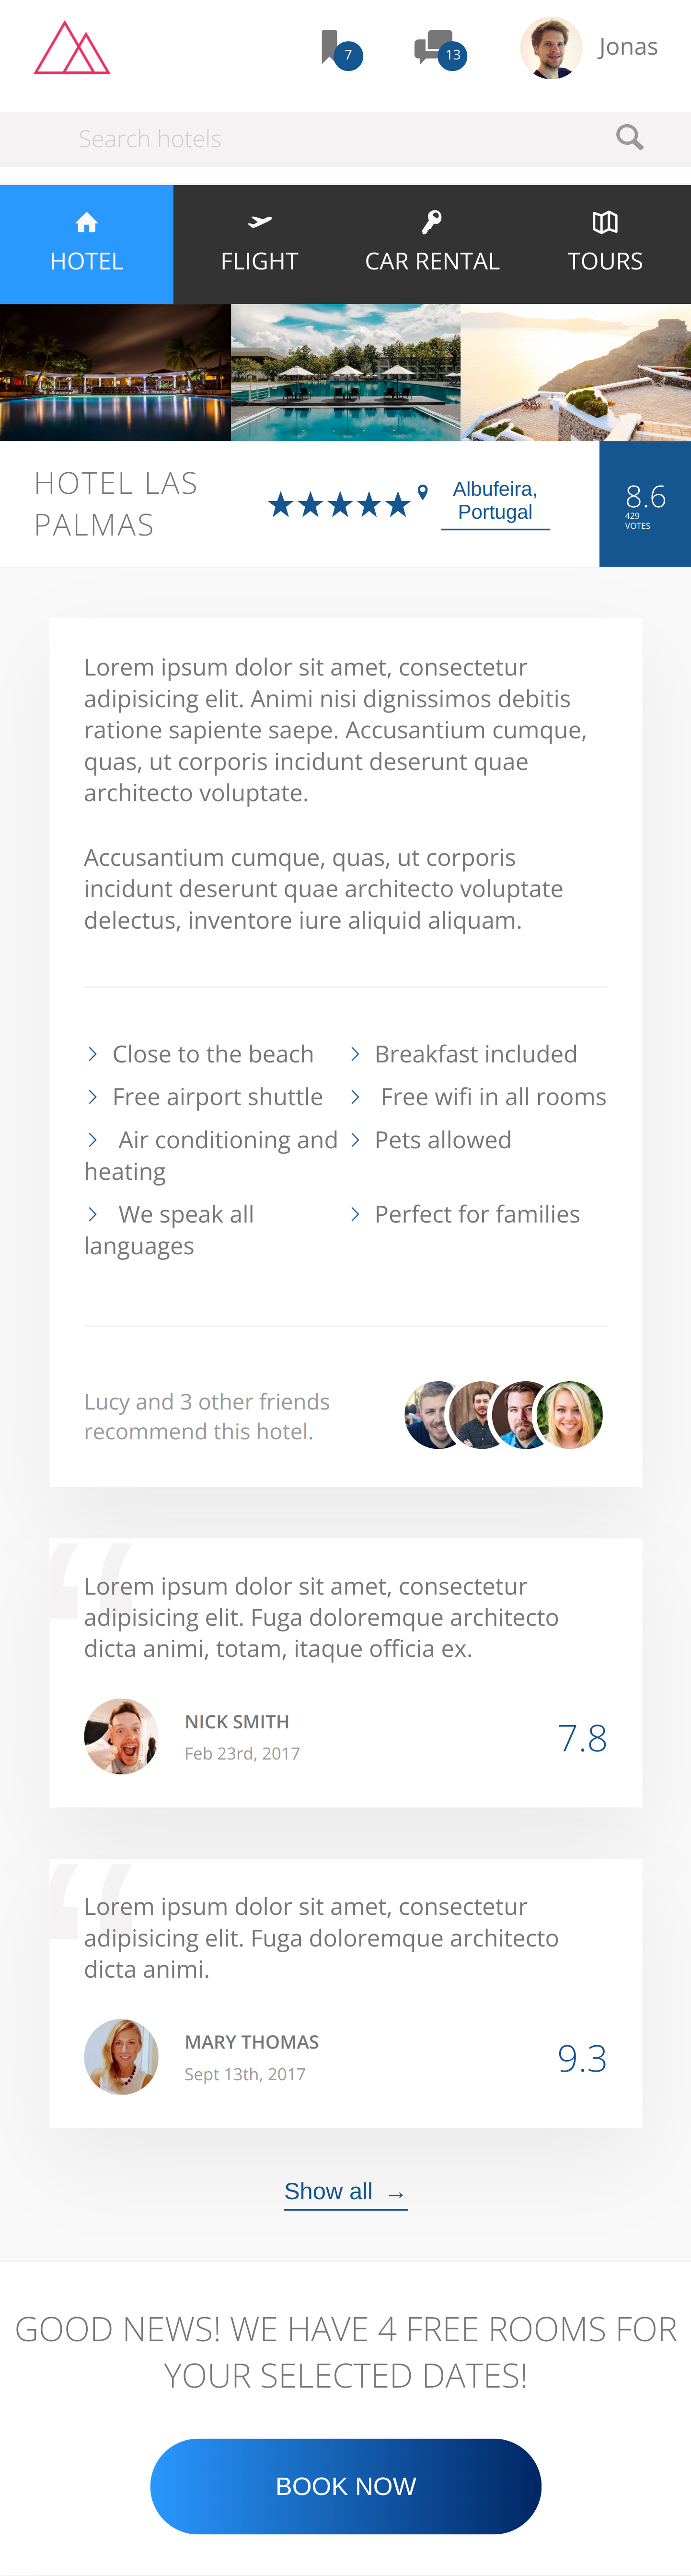 7
13
Jonas
Search hotels
HOTEL
FLIGHT
CAR RENTAL
TOURS
HOTEL LAS
PALMAS
Albufeira,
Portugal
8.6
429
VOTES
Lorem ipsum dolor sit amet, consectetur
adipisicing elit. Animi nisi dignissimos debitis
ratione sapiente saepe. Accusantium cumque,
quas, ut corporis incidunt deserunt quae
architecto voluptate.
Accusantium cumque, quas, ut corporis
incidunt deserunt quae architecto voluptate
delectus, inventore iure aliquid aliquam.
Close to the beach
Breakfast included
Free airport shuttle
Free wifi in all rooms
Air conditioning and
heating
Pets allowed
We speak all
languages
Perfect for families
Lucy and 3 other friends
recommend this hotel.
“
Lorem ipsum dolor sit amet, consectetur
adipisicing elit. Fuga doloremque architecto
dicta animi, totam, itaque officia ex.
NICK SMITH
Feb 23rd, 2017
7.8
“
Lorem ipsum dolor sit amet, consectetur
adipisicing elit. Fuga doloremque architecto
dicta animi.
MARY THOMAS
Sept 13th, 2017
9.3
Show all →
GOOD NEWS! WE HAVE 4 FREE ROOMS FOR
YOUR SELECTED DATES!
BOOK NOW